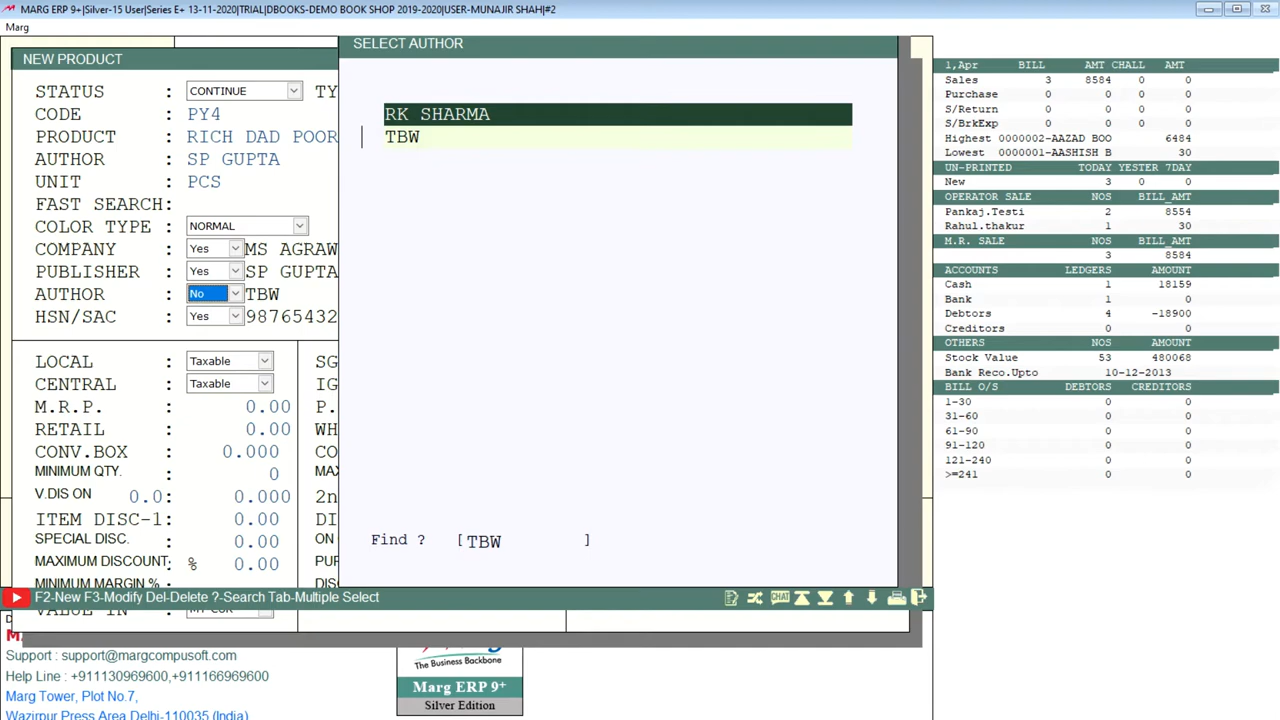 MARG ERP 9+|Silver-15 User|Series E+ 13-11-2020|TRIAL|DBOOKS-DEMO BOOK SHOP 2019-2020|USER-MUNAJIR SHAH|#2
Marg
NEW PRODUCT
STATUS : CONTINUE TY
CODE : PY4
PRODUCT : RICH DAD POOR
AUTHOR : SP GUPTA
UNIT : PCS
FAST SEARCH:
COLOR TYPE : NORMAL
COMPANY : Yes MS AGRAW
PUBLISHER : Yes SP GUPTA
AUTHOR : No TBW
HSN/SAC : Yes 98765432
LOCAL : Taxable SG
CENTRAL : Taxable IG
M.R.P. : 0.00 P.
RETAIL : 0.00 WH
CONV.BOX : 0.000
MINIMUM QTY. : 0 MAX
V.DIS ON 0.0: 0.000 2n
ITEM DISC-1: 0.00 DI
SPECIAL DISC. : 0.00 ON
MAXIMUM DISCOUNT: % 0.00 PUR
MINIMUM MARGIN %
SELECT AUTHOR
RK SHARMA
TBW
Find ? [TBW ]
F2-New F3-Modify Del-Delete ?-Search Tab-Multiple Select
CHAT
VALUE IN :
Support : support@margcompusoft.com
Help Line : +911130969600,+911166969600
Marg Tower, Plot No.7,
Wazirpur Press Area Delhi-110035 (India)
The Business Backbone
Marg ERP 9+
Silver Edition
1,Apr BILL AMT CHALL AMT
Sales 3 8584 0 0
Purchase 0 0 0 0
S/Return 0 0 0 0
S/BrkExp 0 0 0 0
Highest 0000002-AAZAD BOO 6484
Lowest 0000001-AASHISH B 30
UN-PRINTED TODAY YESTER 7DAY
New 3 0 0
OPERATOR SALE NOS BILL_AMT
Pankaj.Testi 2 8554
Rahul.thakur 1 30
M.R. SALE NOS BILL_AMT
3 8584
ACCOUNTS LEDGERS AMOUNT
Cash 1 18159
Bank 1 0
Debtors 4 -18900
Creditors 0 0
OTHERS NOS AMOUNT
Stock Value 53 480068
Bank Reco.Upto 10-12-2013
BILL O/S DEBTORS CREDITORS
1-30 0 0
31-60 0 0
61-90 0 0
91-120 0 0
121-240 0 0
>=241 0 0